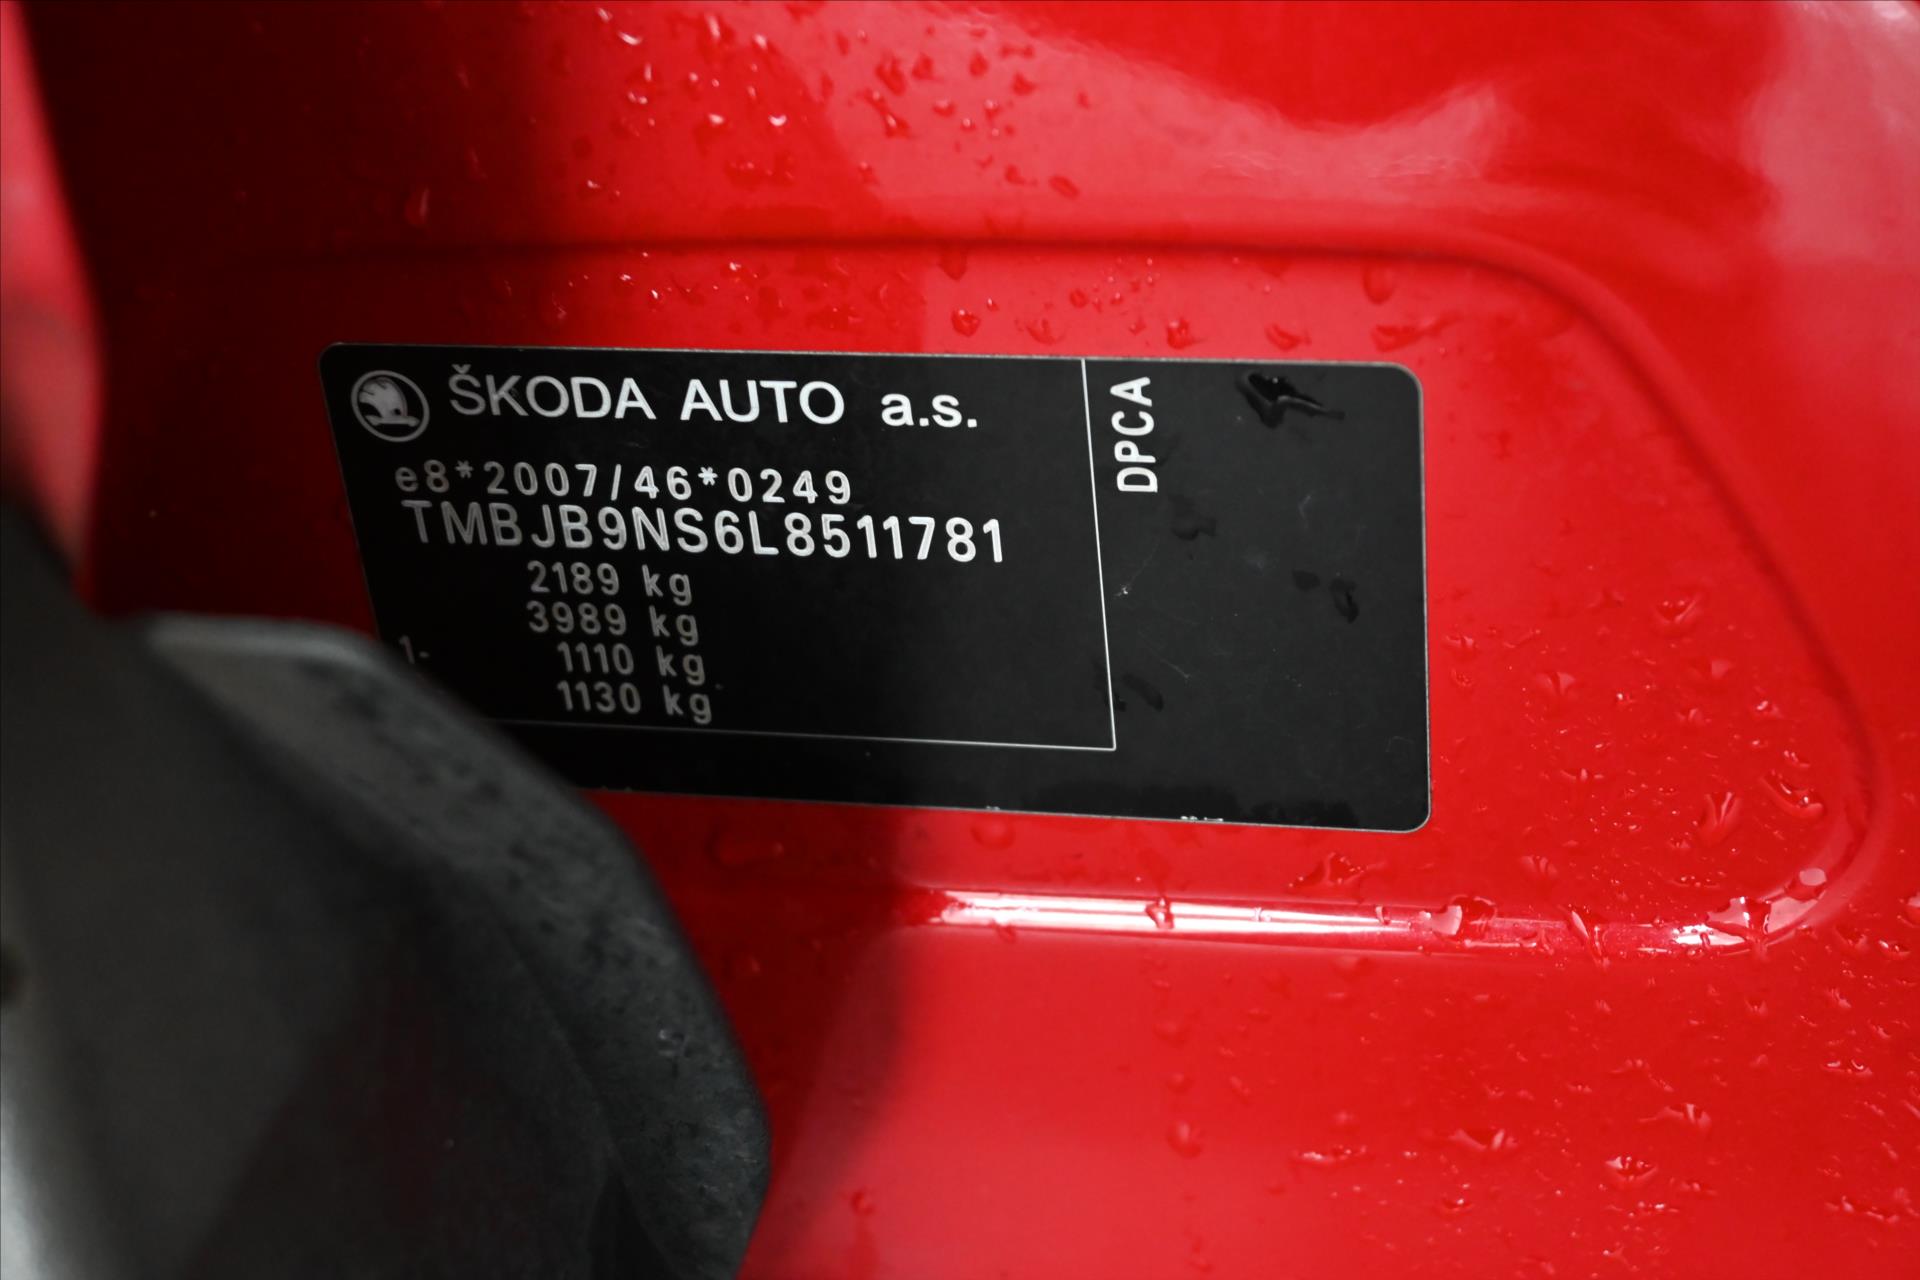 ŠKODA AUTO a.s.
e8*2007/46*0249
TMBJB9NS6L8511781
2189 kg
3989 kg
1- 1110 kg
1130 kg
DPCA